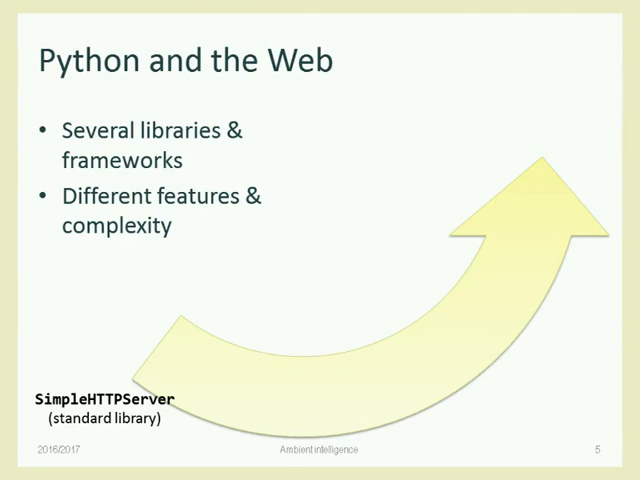 Python and the Web
• Several libraries &
frameworks
• Different features &
complexity
SimpleHTTPServer
(standard library)
2016/2017
Ambient intelligence
5